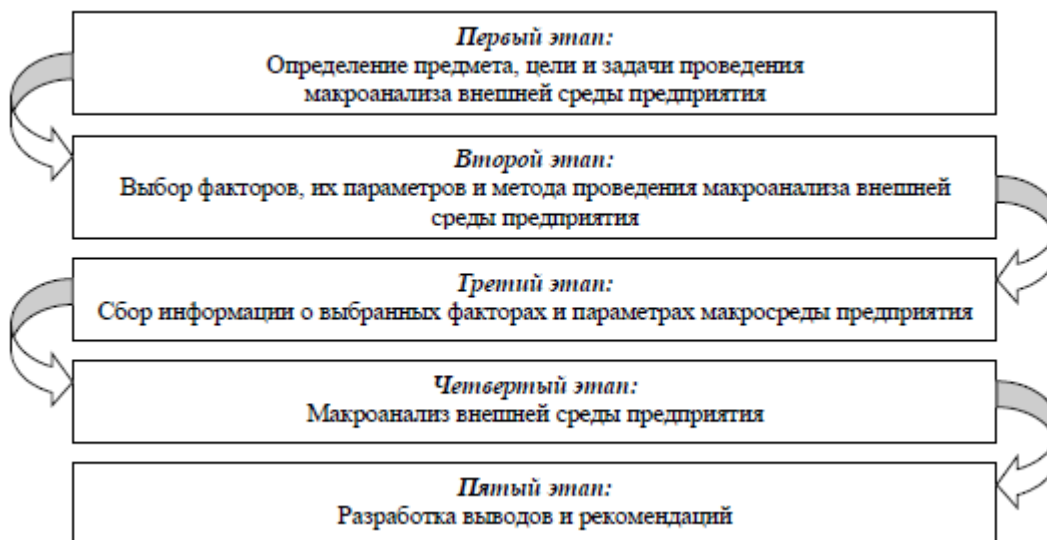 Первый этап:
Определение предмета, цели и задачи проведения
макроанализа внешней среды предприятия
Второй этап:
Выбор факторов, их параметров и метода проведения макроанализа внешней
среды предприятия
Третий этап:
Сбор информации о выбранных факторах и параметрах макросреды предприятия
Четвертый этап:
Макроанализ внешней среды предприятия
Пятый этап:
Разработка выводов и рекомендаций